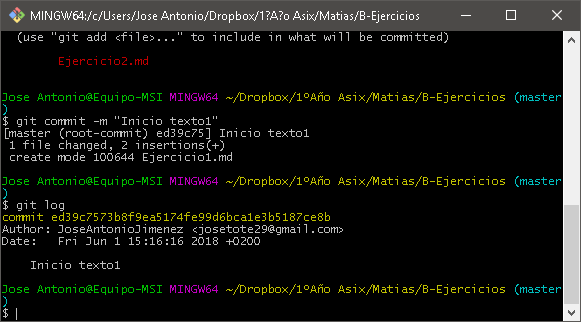 MINGW64:/c/Users/Jose Antonio/Dropbox/1?A?o Asix/Matias/B-Ejercicios
(use "git add <file>..." to include in what will be committed)
Ejercicio2.md
Jose Antonio@Equipo-MSI MINGW64 ~/Dropbox/1ºAño Asix/Matias/B-Ejercicios (master
)
$ git commit -m "Inicio texto1"
[master (root-commit) ed39c75] Inicio texto1
1 file changed, 2 insertions(+)
create mode 100644 Ejercicio1.md
Jose Antonio@Equipo-MSI MINGW64 ~/Dropbox/1ºAño Asix/Matias/B-Ejercicios (master
)
$ git log
commit ed39c7573b8f9ea5174fe99d6bca1e3b5187ce8b
Author: JoseAntonioJimenez <josetote29@gmail.com>
Date:   Fri Jun 1 15:16:16 2018 +0200
Inicio texto1
Jose Antonio@Equipo-MSI MINGW64 ~/Dropbox/1ºAño Asix/Matias/B-Ejercicios (master
)
$